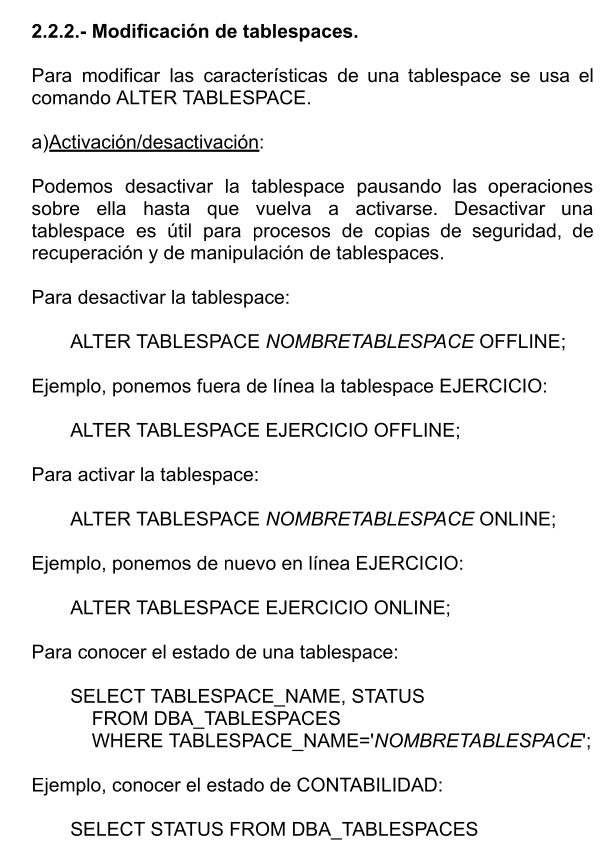 2.2.2.- Modificación de tablespaces.
Para modificar las características de una tablespace se usa el
comando ALTER TABLESPACE.
a)Activación/desactivación:
Podemos desactivar la tablespace pausando las operaciones
sobre ella hasta que vuelva a activarse. Desactivar una
tablespace es útil para procesos de copias de seguridad, de
recuperación y de manipulación de tablespaces.
Para desactivar la tablespace:
ALTER TABLESPACE NOMBRETABLESPACE OFFLINE;
Ejemplo, ponemos fuera de línea la tablespace EJERCICIO:
ALTER TABLESPACE EJERCICIO OFFLINE;
Para activar la tablespace:
ALTER TABLESPACE NOMBRETABLESPACE ONLINE;
Ejemplo, ponemos de nuevo en línea EJERCICIO:
ALTER TABLESPACE EJERCICIO ONLINE;
Para conocer el estado de una tablespace:
SELECT TABLESPACE_NAME, STATUS
FROM DBA_TABLESPACES
WHERE TABLESPACE_NAME='NOMBRETABLESPACE';
Ejemplo, conocer el estado de CONTABILIDAD:
SELECT STATUS FROM DBA_TABLESPACES